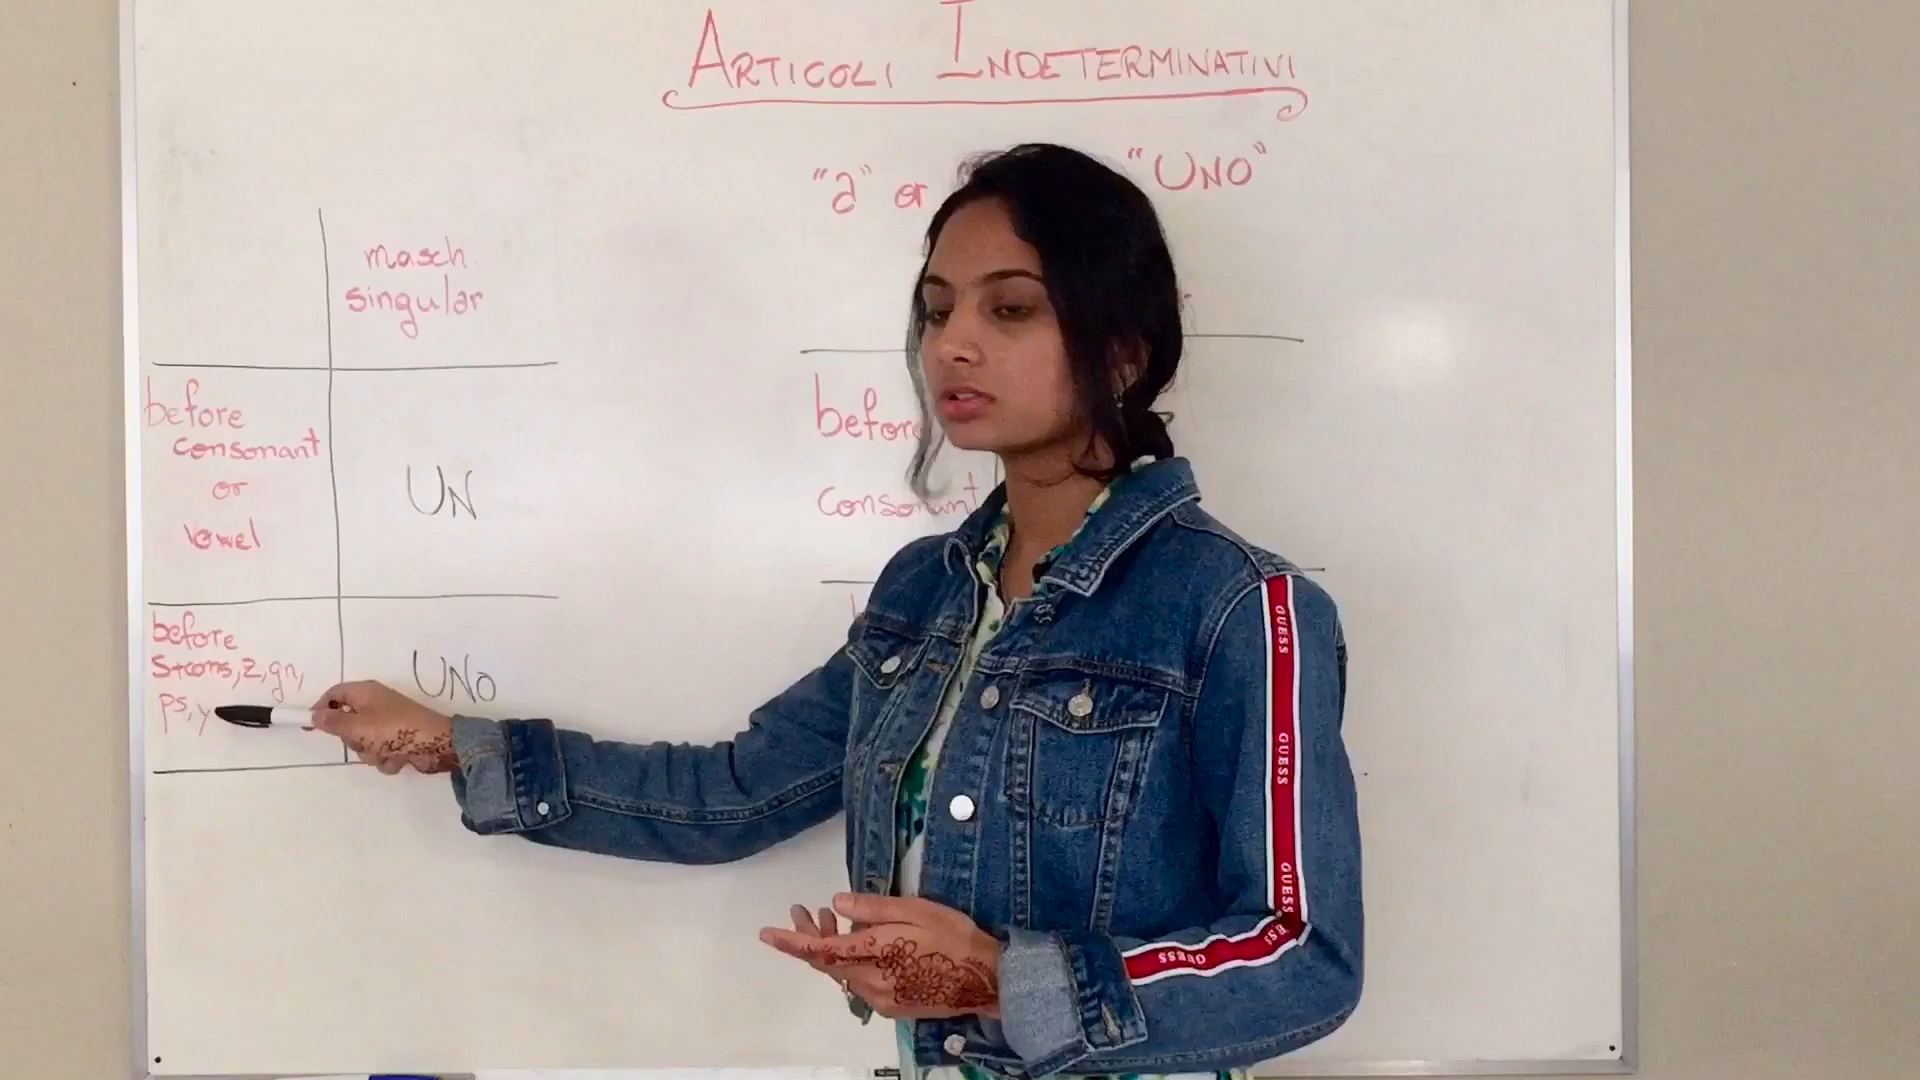 ARTICOLI INDETERMINATIVI
"a" or
"UNO"
masch
singular
before
consonant
or
vowel
UN
before
s+cons, z, gn,
ps, y
UNO
before
consonant
GUESS
GUESS
GUESS
GUESS